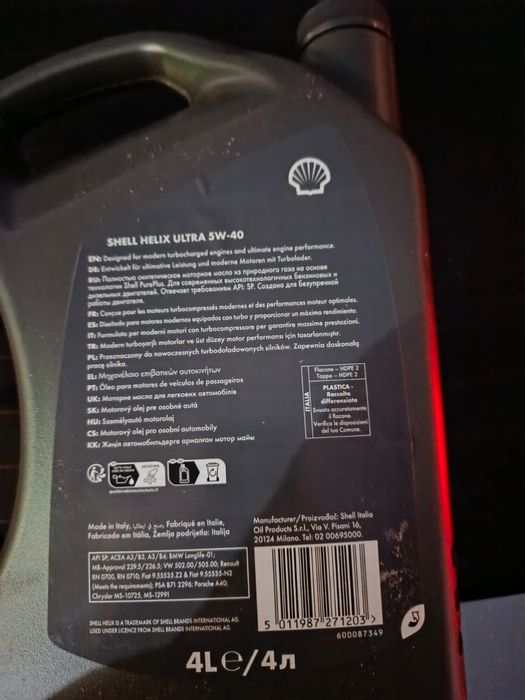 SHELL HELIX ULTRA 5W-40
EN: Designed for modern turbocharged engines and ultimate engine performance.
DE: Entwickelt für ultimative Leistung und moderne Motoren mit Turbolader.
RU: Полностью синтетическое моторное масло из природного газа на основе
технологии Shell PurePlus. Для современных высокотехнологичных бензиновых и
дизельных двигателей. Отвечает требованиям API: SP. Создано для безупречной
работы двигателя.
FR: Conçue pour les moteurs turbocompressés modernes et des performances moteur optimales.
ES: Diseñado para motores modernos equipados con turbo y proporcionar un máximo rendimiento.
IT: Formulato per moderni motori con turbocompressore per garantire massime prestazioni.
TR: Modern turboşarjlı motorlar ve üst düzey motor performansı için tasarlanmıştır.
PL: Przeznaczony do nowoczesnych turbodoładowanych silników. Zapewnia doskonałą
pracę silnika.
EL: Μηχανέλαιο επιβατικών αυτοκινήτων
PT: Óleo para motores de veículos de passageiros
UK: Моторна масло для легкових автомобілів
SK: Motorový olej pre osobné autá
HU: Személyautó motorolaj
CS: Motorový olej pro osobní automobily
KK: Жеңіл автомобильдерге арналған мотор майы
ITALIA
Flacone - HDPE 2
Tappo - HDPE 2
PLASTICA -
Raccolta
differenziata
Svuota accuratamente
il flacone.
Verifica le disposizioni
del tuo Comune.
Made in Italy, صنع في إيطاليا, Fabriqué en Italie,
Fabricado em Itália, Zemlja podrijetla: Italija
Manufacturer/Proizvođač: Shell Italia
Oil Products S.r.l., Via V. Pisani 16,
20124 Milano. Tel: 02 00695000.
API SP; ACEA A3/B3, A3/B4; BMW Longlife-01;
MB-Approval 229.5/226.5; VW 502.00/505.00; Renault
RN 0700, RN 0710; Fiat 9.55535.Z2 & Fiat 9.55535-N2
(Meets the requirements); PSA B71 2296; Porsche A40;
Chrysler MS-10725, MS-12991
SHELL HELIX IS A TRADEMARK OF SHELL BRANDS INTERNATIONAL AG.
USED UNDER LICENCE FROM SHELL BRANDS INTERNATIONAL AG.
5 011987 271203 >
600087349
4L e/4л